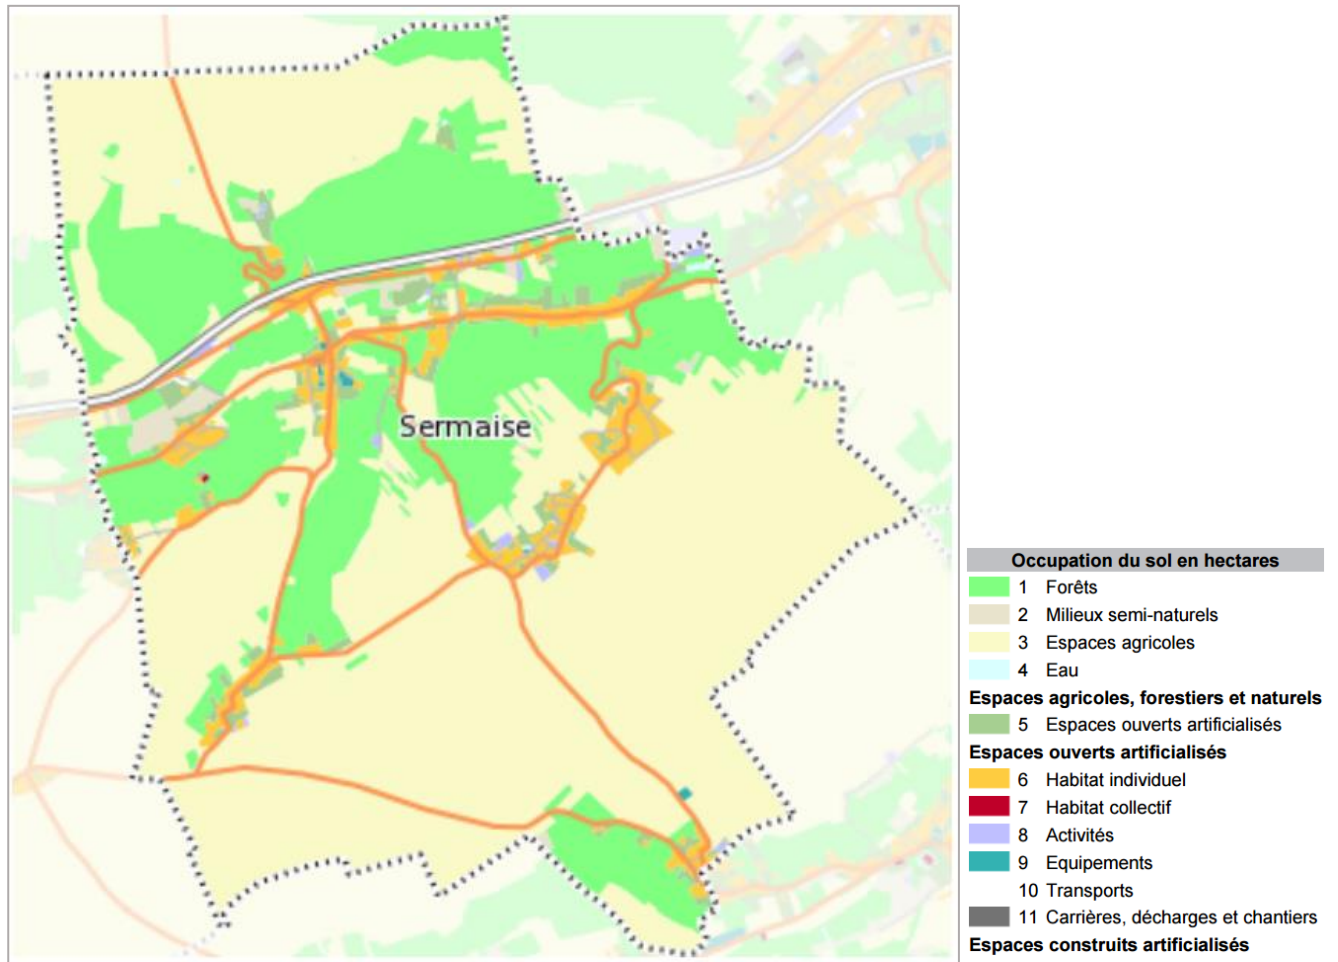 Sermaise
Occupation du sol en hectares
1 Forêts
2 Milieux semi-naturels
3 Espaces agricoles
4 Eau
Espaces agricoles, forestiers et naturels
5 Espaces ouverts artificialisés
Espaces ouverts artificialisés
6 Habitat individuel
7 Habitat collectif
8 Activités
9 Equipements
10 Transports
11 Carrières, décharges et chantiers
Espaces construits artificialisés